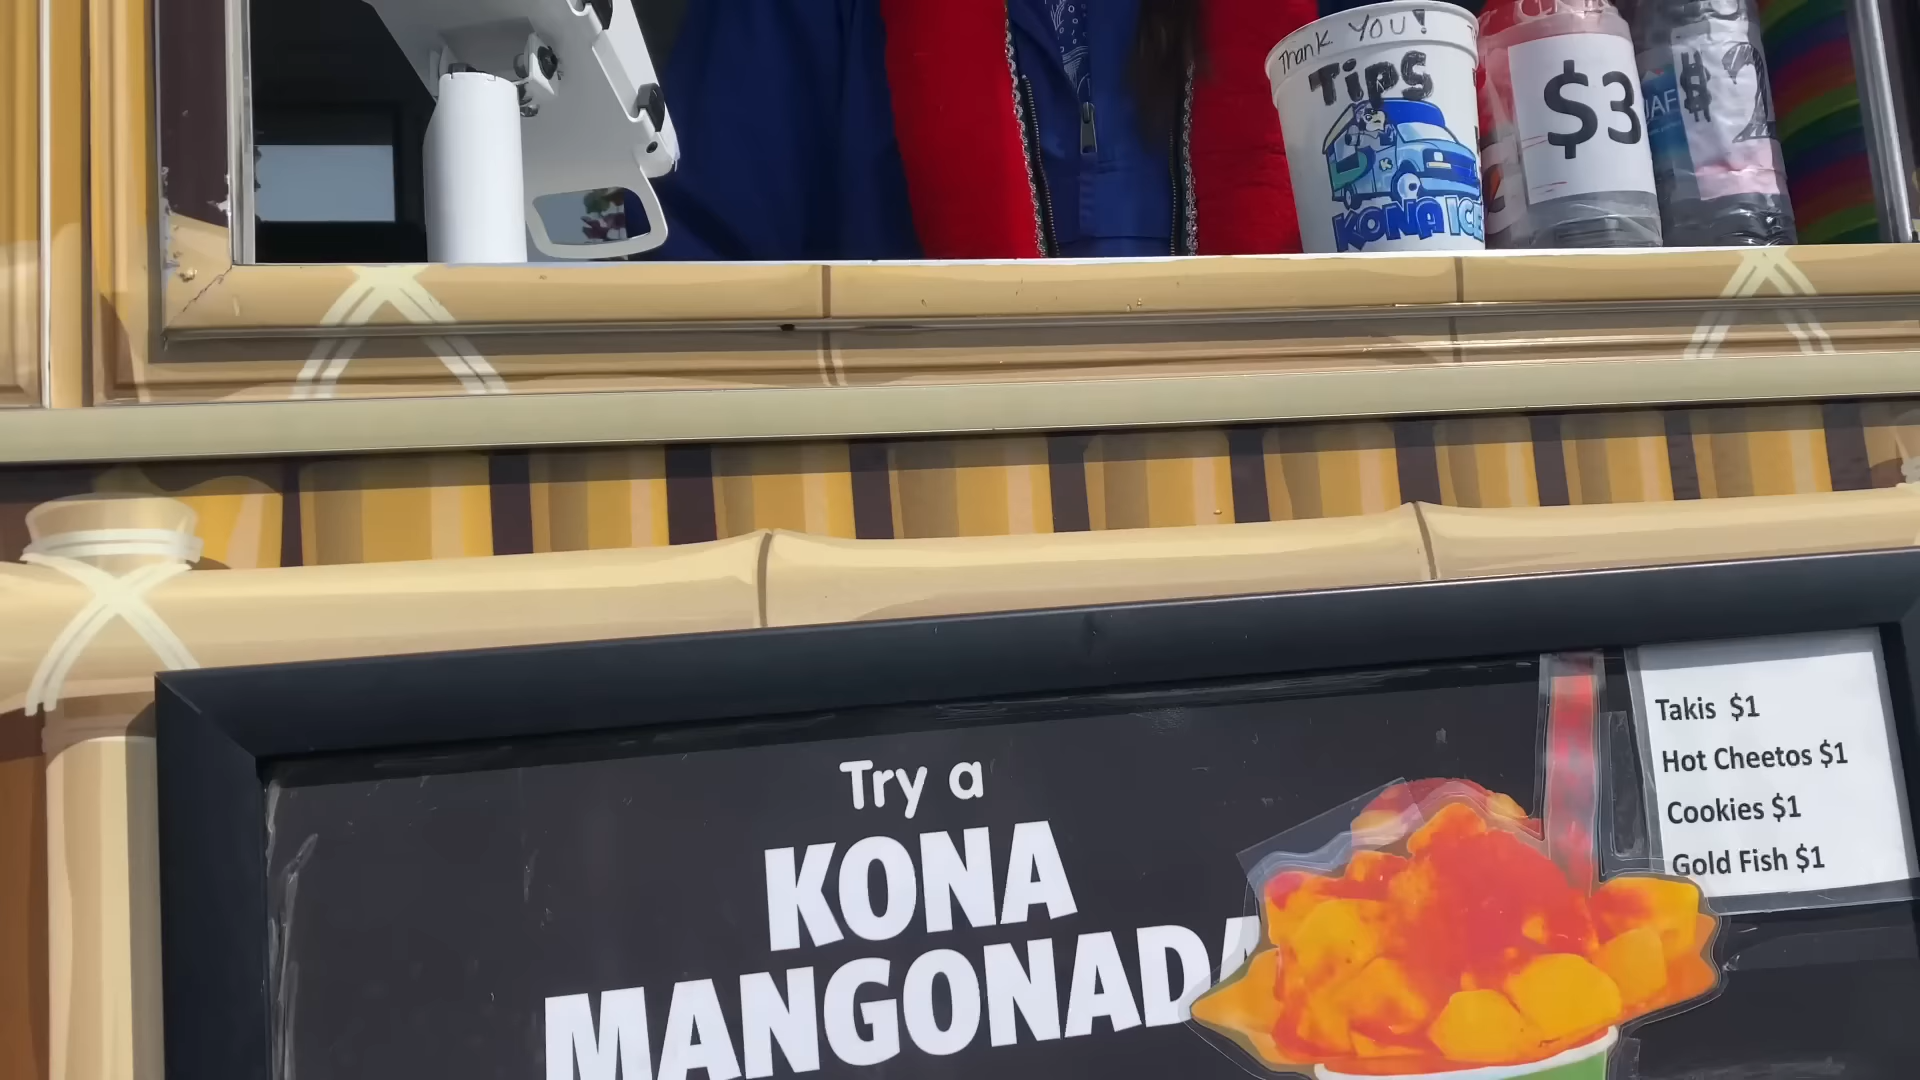 Thank YOU!
Tips
KONA ICE
$3
$2
Takis $1
Hot Cheetos $1
Cookies $1
Gold Fish $1
Try a
KONA
MANGONADA